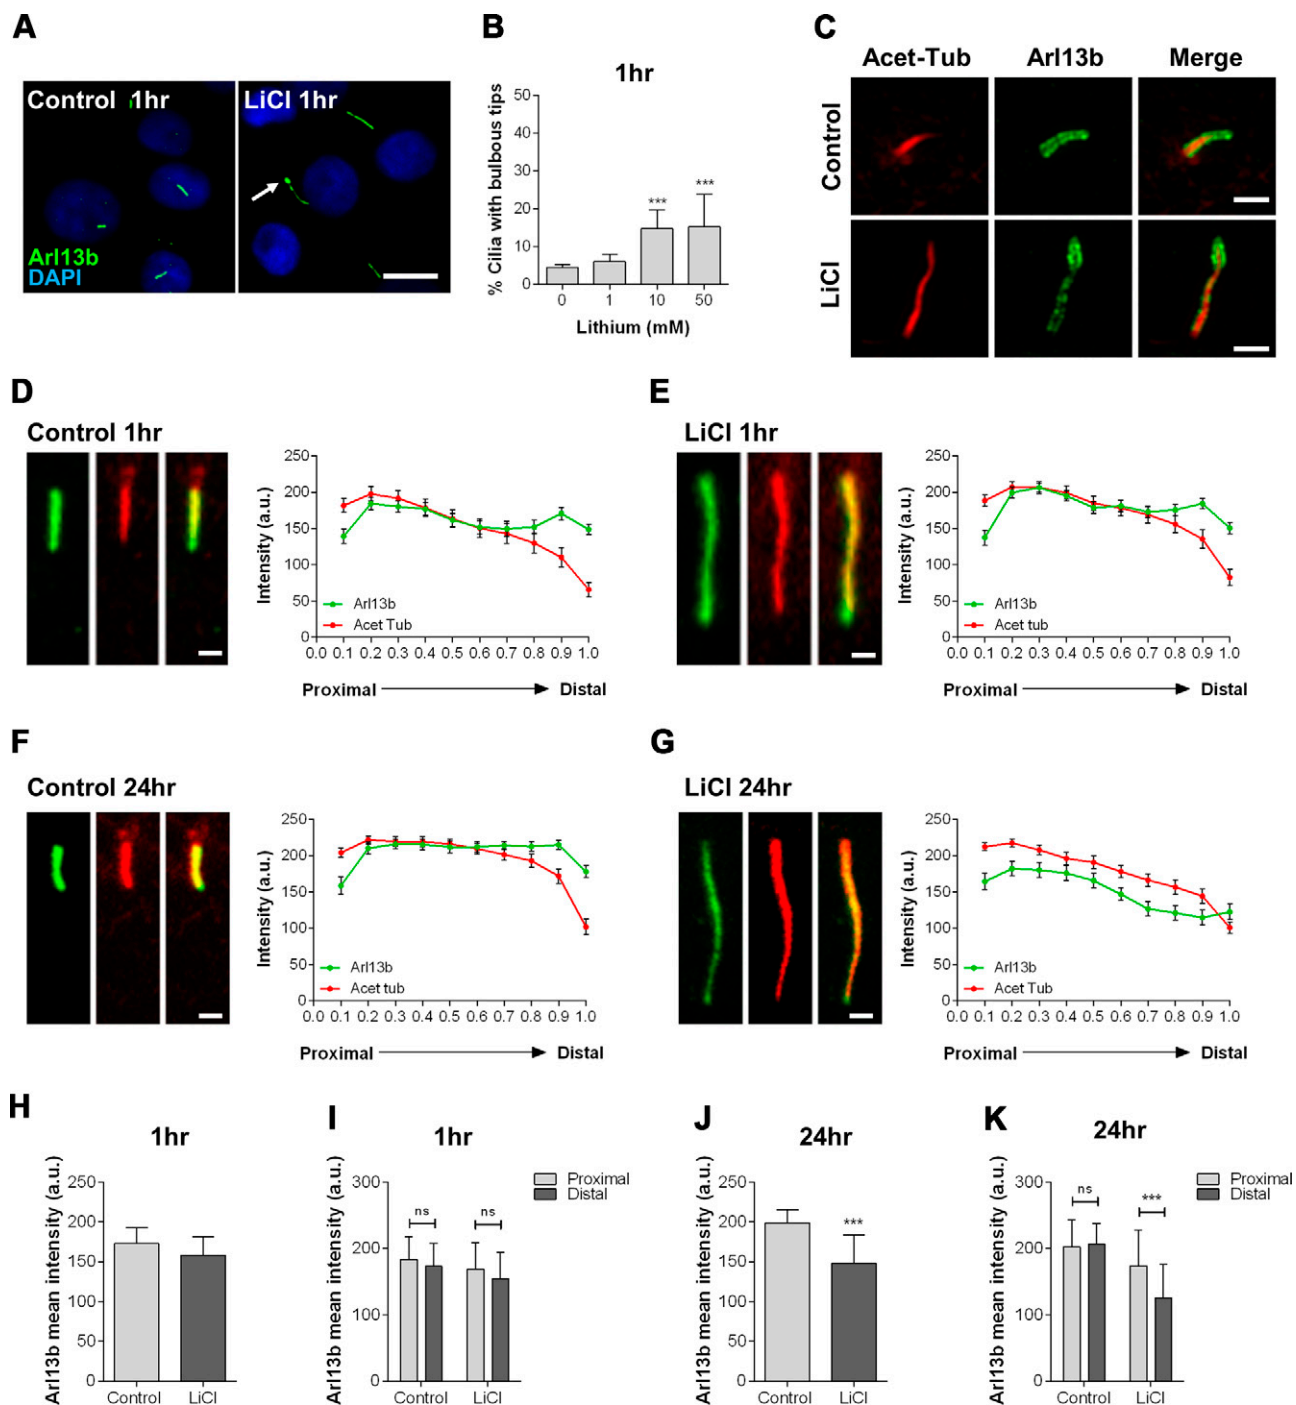 A
Control 1hr
LiCl 1hr
Arl13b
DAPI
B
1hr
% Cilia with bulbous tips
50
40
30
20
10
0
***
***
0 1 10 50
Lithium (mM)
C
Acet-Tub Arl13b Merge
Control
LiCl
D
Control 1hr
Intensity (a.u.)
250
200
150
100
50
0
Arl13b
Acet Tub
0.0 0.1 0.2 0.3 0.4 0.5 0.6 0.7 0.8 0.9 1.0
Proximal Distal
E
LiCl 1hr
Intensity (a.u.)
250
200
150
100
50
0
Arl13b
Acet tub
0.0 0.1 0.2 0.3 0.4 0.5 0.6 0.7 0.8 0.9 1.0
Proximal Distal
F
Control 24hr
Intensity (a.u.)
250
200
150
100
50
0
Arl13b
Acet tub
0.0 0.1 0.2 0.3 0.4 0.5 0.6 0.7 0.8 0.9 1.0
Proximal Distal
G
LiCl 24hr
Intensity (a.u.)
250
200
150
100
50
0
Arl13b
Acet Tub
0.0 0.1 0.2 0.3 0.4 0.5 0.6 0.7 0.8 0.9 1.0
Proximal Distal
H
1hr
Arl13b mean intensity (a.u.)
250
200
150
100
50
0
Control LiCl
I
1hr
Arl13b mean intensity (a.u.)
300
200
100
0
ns
ns
Proximal
Distal
Control LiCl
J
24hr
Arl13b mean intensity (a.u.)
250
200
150
100
50
0
***
Control LiCl
K
24hr
Arl13b mean intensity (a.u.)
300
200
100
0
ns
***
Proximal
Distal
Control LiCl